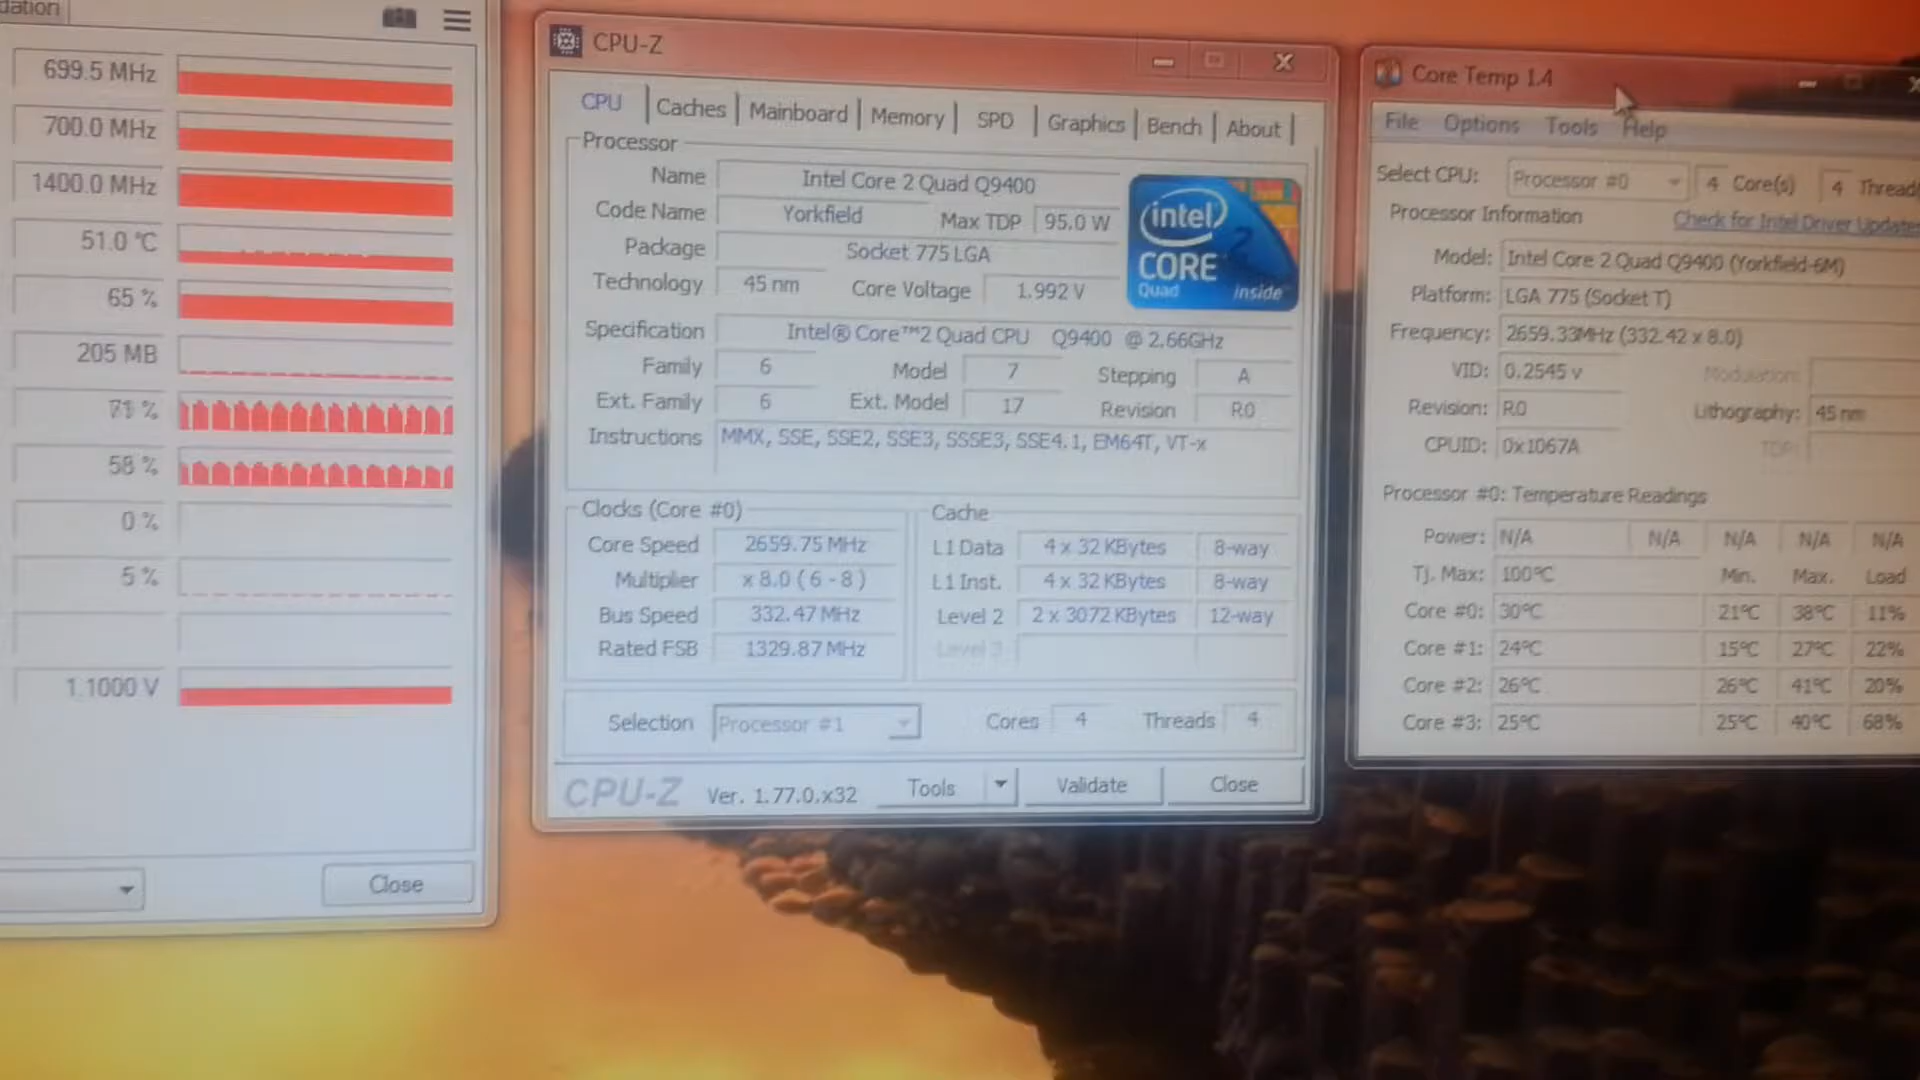 dation
699.5 MHz
700.0 MHz
1400.0 MHz
51.0 °C
65 %
205 MB
71 %
58 %
0 %
5 %
1.1000 V
Close
CPU-Z
CPU Caches Mainboard Memory SPD Graphics Bench About
Processor
Name Intel Core 2 Quad Q9400
Code Name Yorkfield Max TDP 95.0 W
Package Socket 775 LGA
Technology 45 nm Core Voltage 1.992 V
intel
2
CORE
Quad inside
Specification Intel® Core™2 Quad CPU Q9400 @ 2.66GHz
Family 6 Model 7 Stepping A
Ext. Family 6 Ext. Model 17 Revision R0
Instructions MMX, SSE, SSE2, SSE3, SSSE3, SSE4.1, EM64T, VT-x
Clocks (Core #0)
Core Speed 2659.75 MHz
Multiplier x 8.0 ( 6 - 8 )
Bus Speed 332.47 MHz
Rated FSB 1329.87 MHz
Cache
L1 Data 4 x 32 KBytes 8-way
L1 Inst. 4 x 32 KBytes 8-way
Level 2 2 x 3072 KBytes 12-way
Level 3
Selection Processor #1 Cores 4 Threads 4
CPU-Z Ver. 1.77.0.x32 Tools Validate Close
Core Temp 1.4
File Options Tools Help
Select CPU: Processor #0 4 Core(s) 4 Thread
Processor Information Check for Intel Driver Updates
Model: Intel Core 2 Quad Q9400 (Yorkfield-6M)
Platform: LGA 775 (Socket T)
Frequency: 2659.33MHz (332.42 x 8.0)
VID: 0.2545 v Modulation:
Revision: R0 Lithography: 45 nm
CPUID: 0x1067A TDP:
Processor #0: Temperature Readings
Power: N/A N/A N/A N/A N/A
Tj. Max: 100°C Min. Max. Load
Core #0: 30°C 21°C 38°C 11%
Core #1: 24°C 15°C 27°C 22%
Core #2: 26°C 26°C 41°C 20%
Core #3: 25°C 25°C 40°C 68%